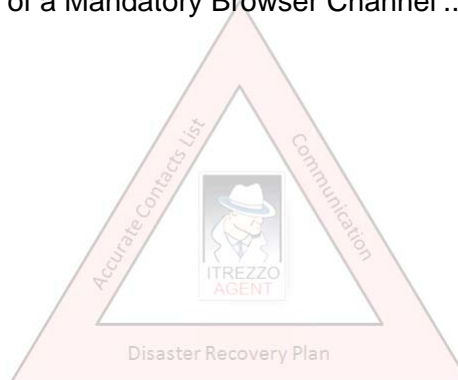 of a Mandatory Browser Channel ..
Accurate Contacts List
Communication
ITREZZO
AGENT
Disaster Recovery Plan